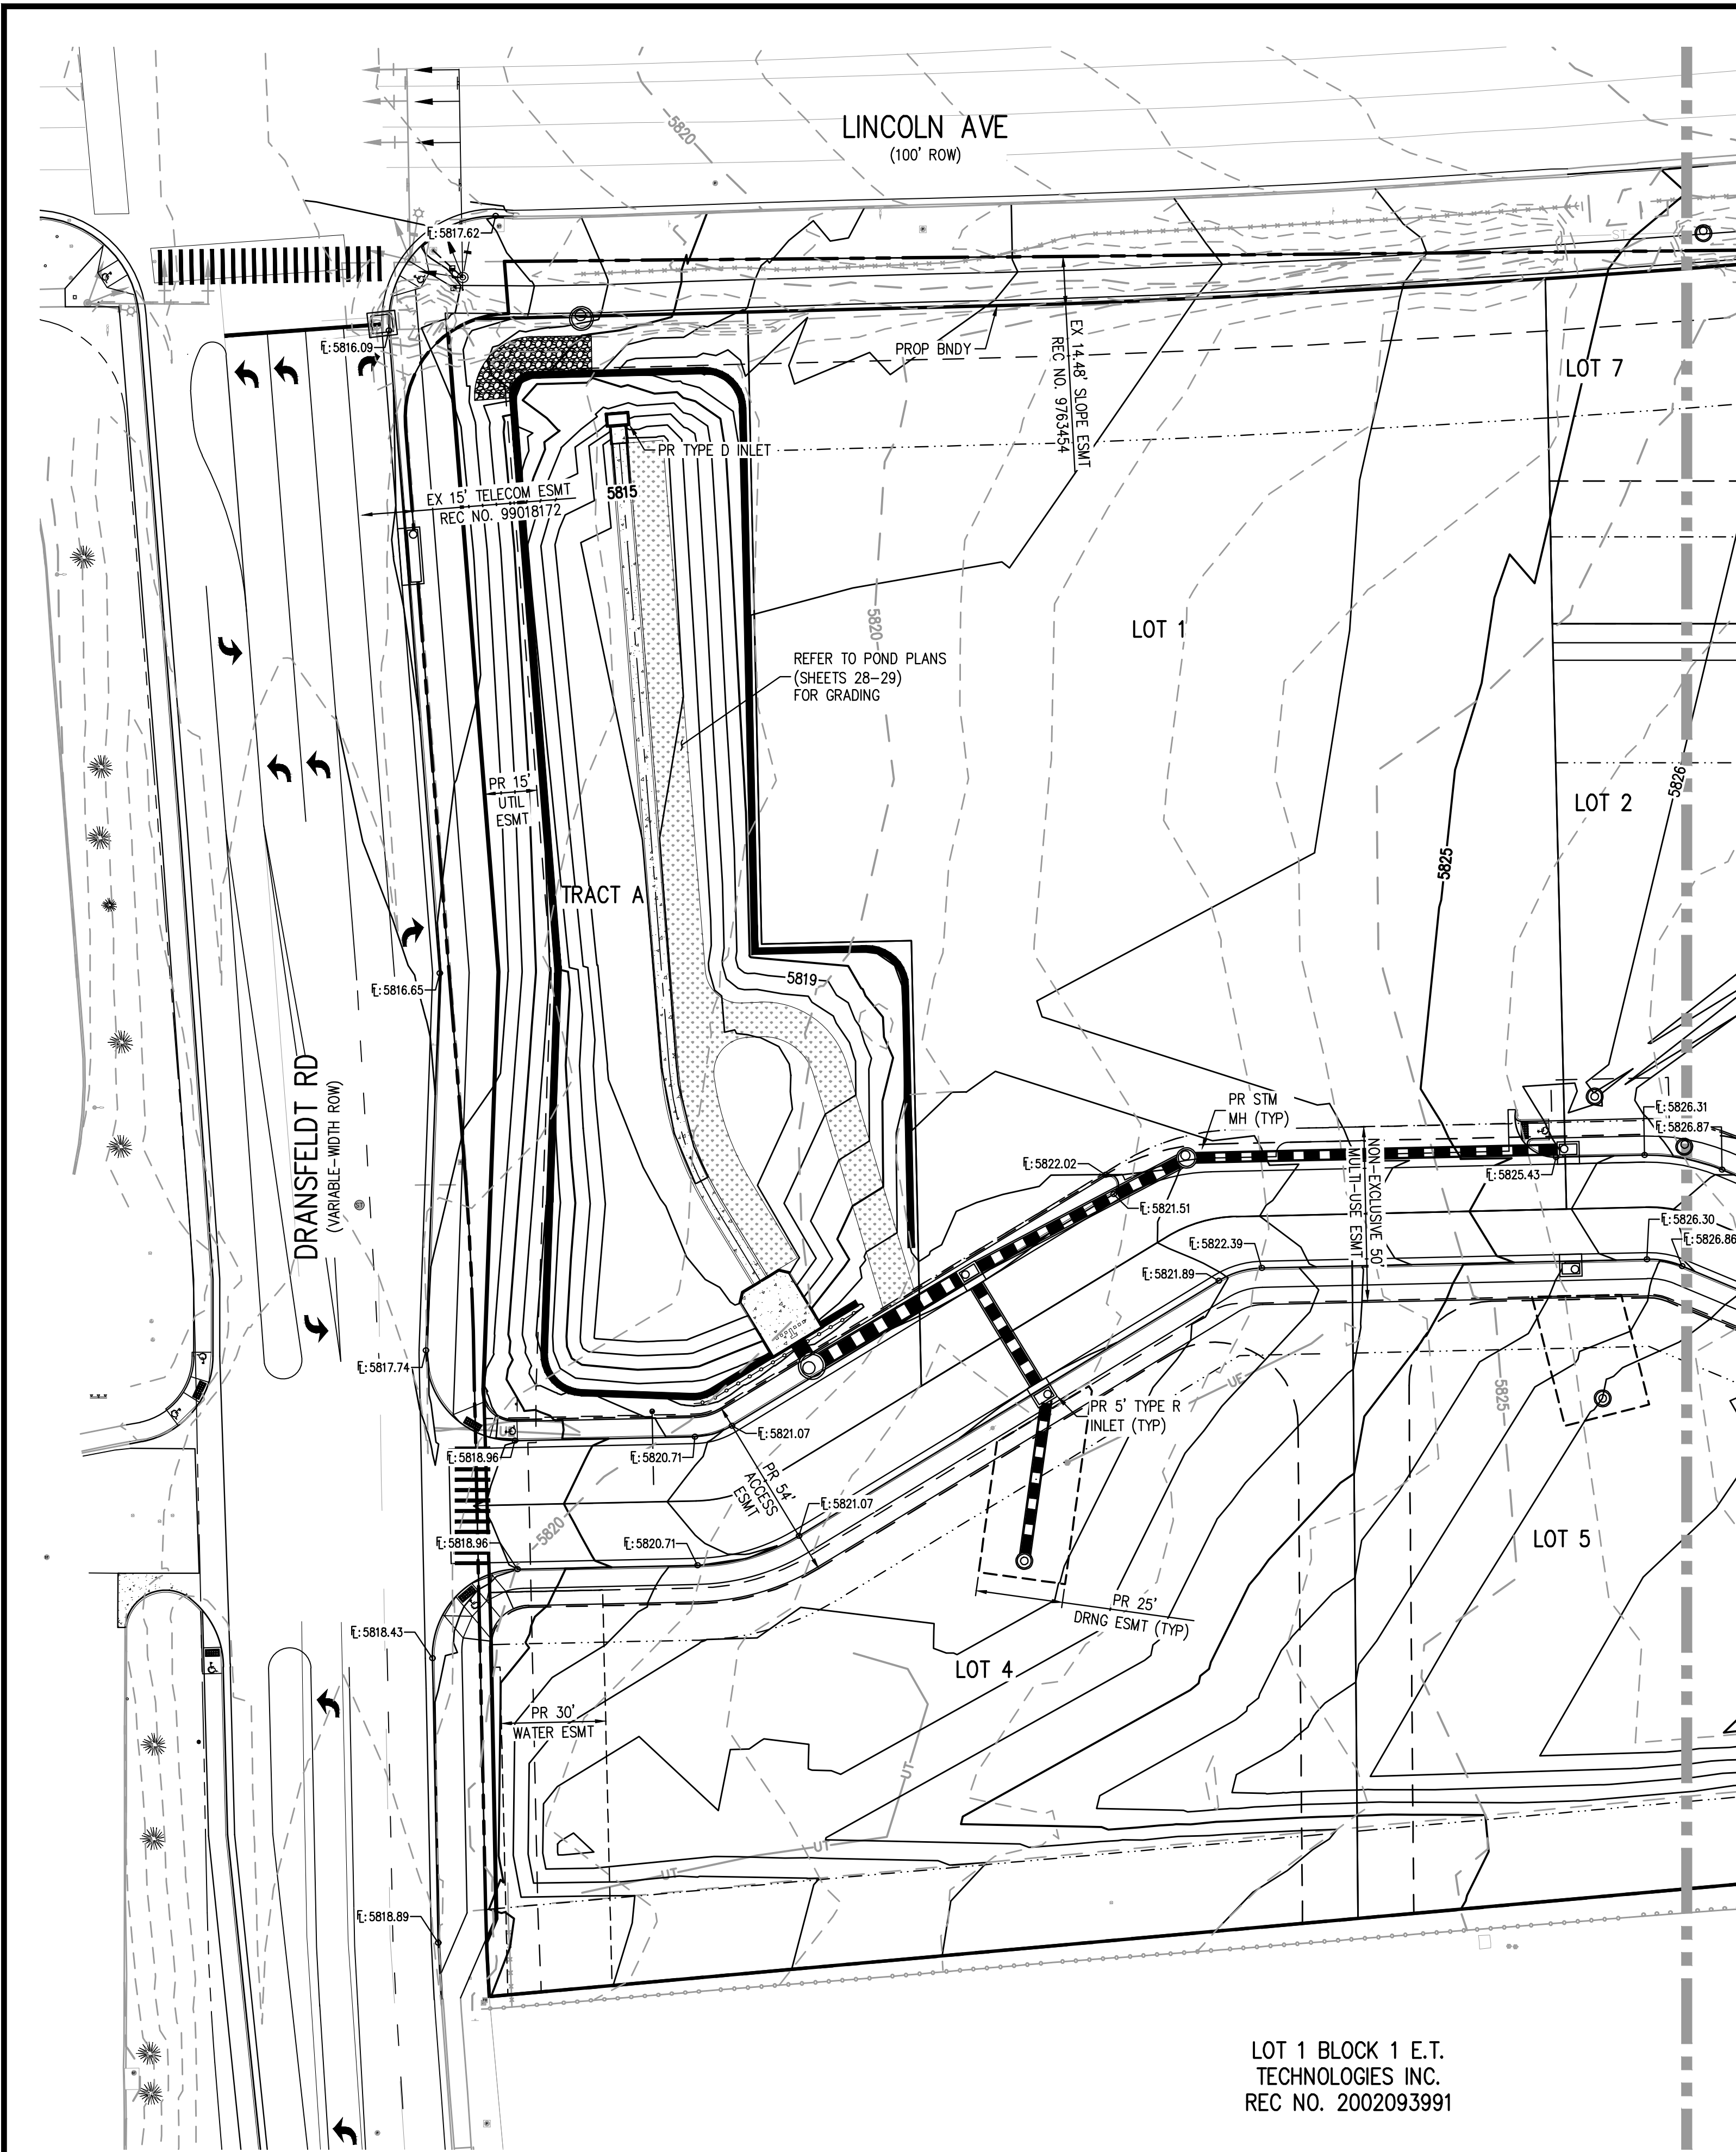 5820
LINCOLN AVE
(100' ROW)
FL:5817.62
ST
FL:5816.09
PROP BNDY
EX 14.48' SLOPE ESMT
REC NO. 9763454
LOT 7
PR TYPE D INLET
EX 15' TELECOM ESMT
REC NO. 99018172
5815
5820
LOT 1
REFER TO POND PLANS
(SHEETS 28-29)
FOR GRADING
PR 15'
UTIL
ESMT
5826
LOT 2
5825
TRACT A
5819
FL:5816.65
DRANSFELDT RD
(VARIABLE-WIDTH ROW)
PR STM
MH (TYP)
FL:5826.31
FL:5826.87
NON-EXCLUSIVE 50'
MULTI-USE ESMT
FL:5822.02
FL:5825.43
FL:5821.51
ST
FL:5826.30
FL:5826.86
FL:5822.39
FL:5821.89
FL:5817.74
UE
5825
PR 5' TYPE R
INLET (TYP)
FL:5821.07
FL:5818.96
FL:5820.71
PR 54'
ACCESS
ESMT
FL:5821.07
5820
FL:5818.96
FL:5820.71
LOT 5
PR 25'
DRNG ESMT (TYP)
FL:5818.43
LOT 4
PR 30'
WATER ESMT
UT
UT
UT
FL:5818.89
LOT 1 BLOCK 1 E.T.
TECHNOLOGIES INC.
REC NO. 2002093991